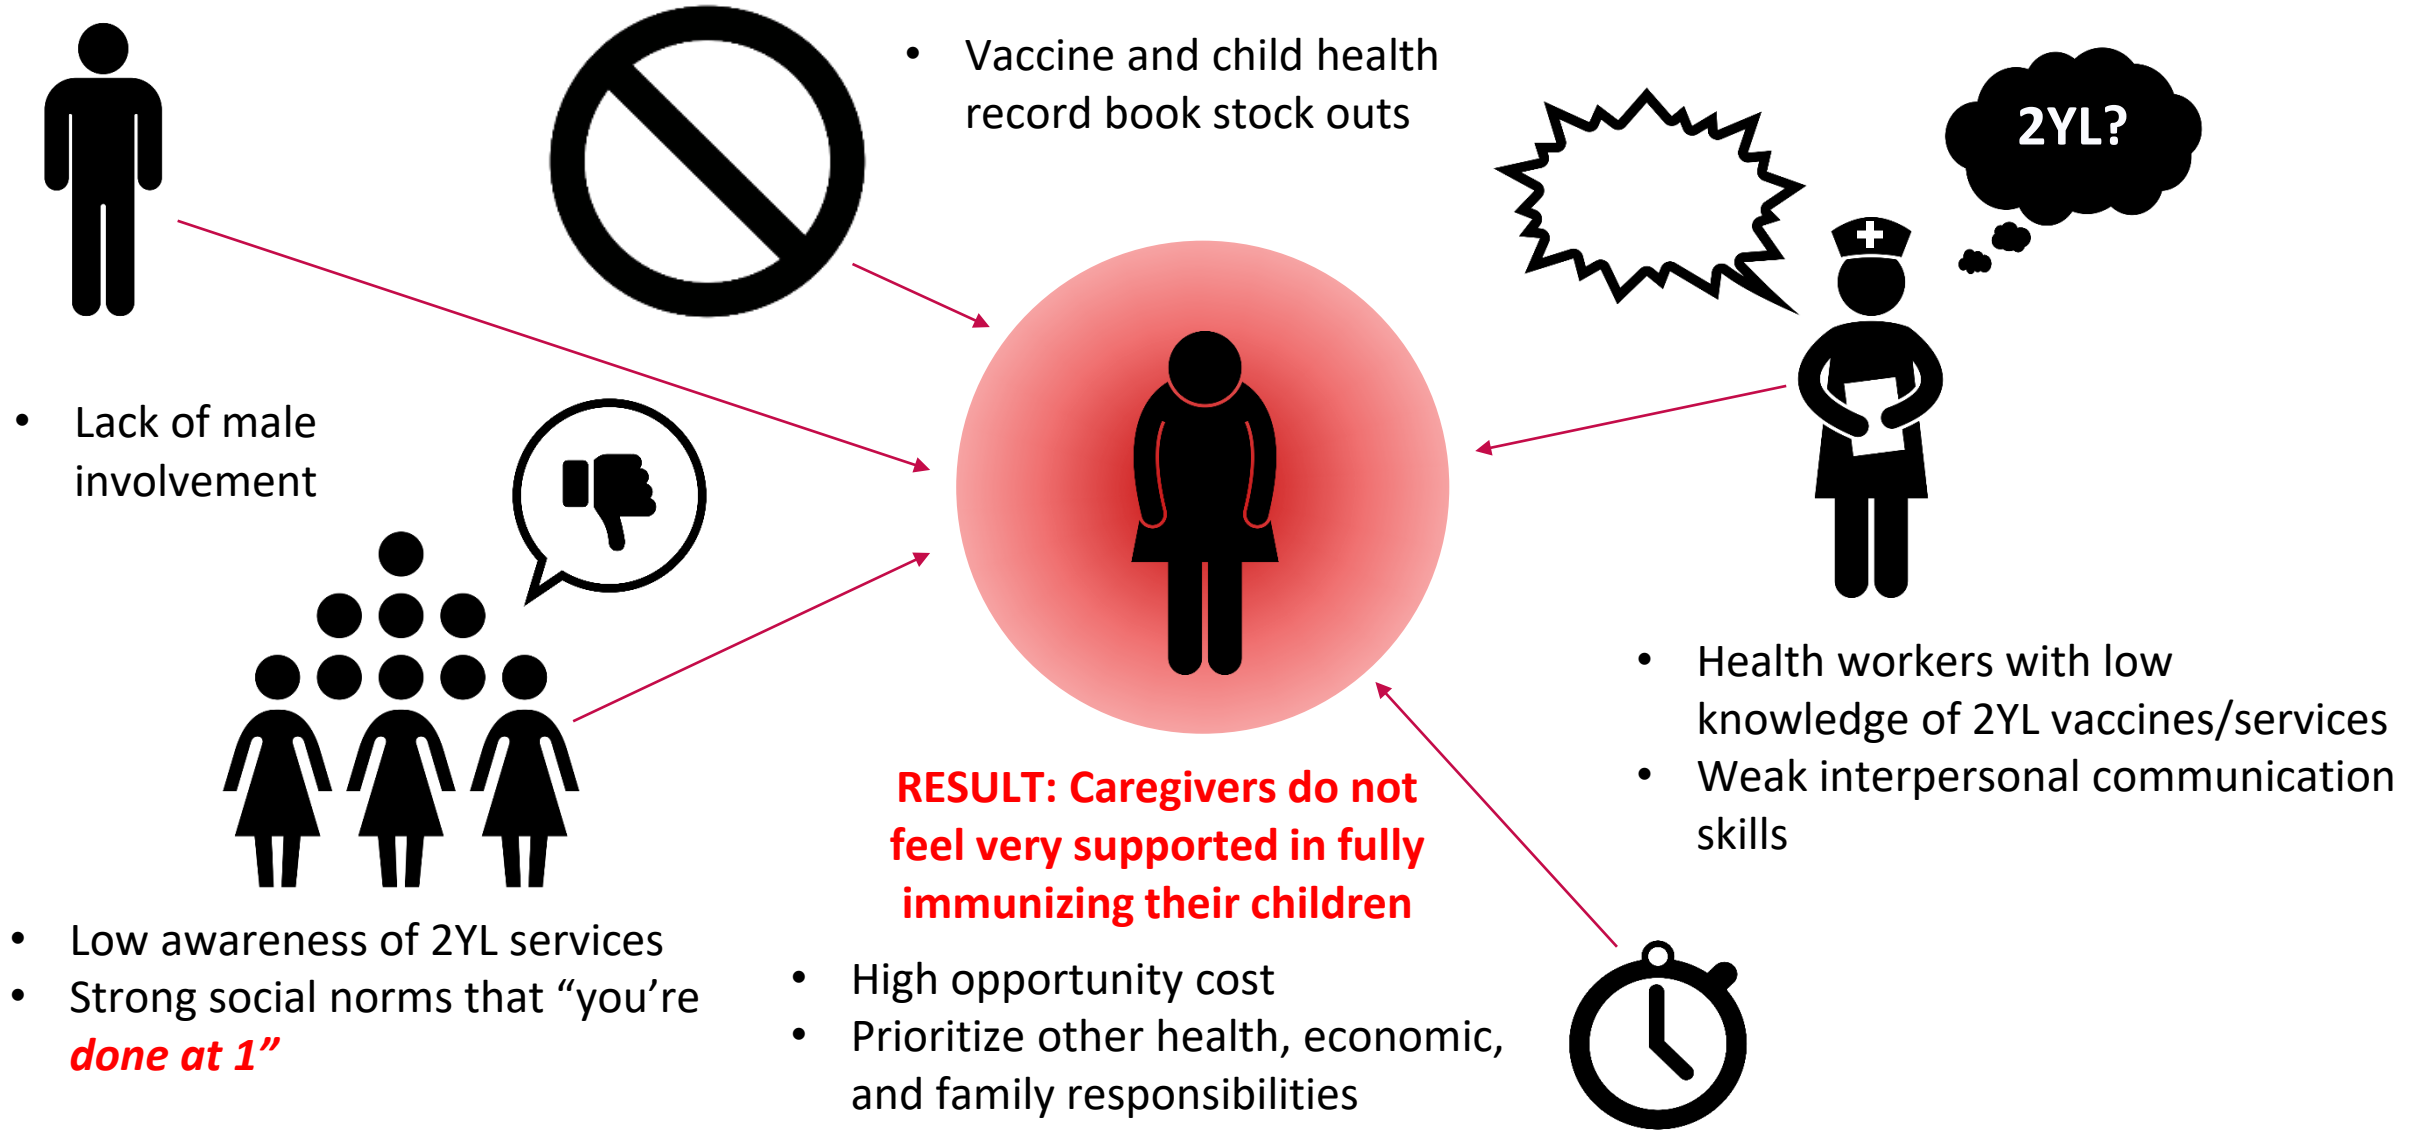 • Vaccine and child health
record book stock outs
2YL?
• Lack of male
involvement
• Health workers with low
knowledge of 2YL vaccines/services
• Weak interpersonal communication
skills
RESULT: Caregivers do not
feel very supported in fully
immunizing their children
• Low awareness of 2YL services
• Strong social norms that “you’re
done at 1”
• High opportunity cost
• Prioritize other health, economic,
and family responsibilities